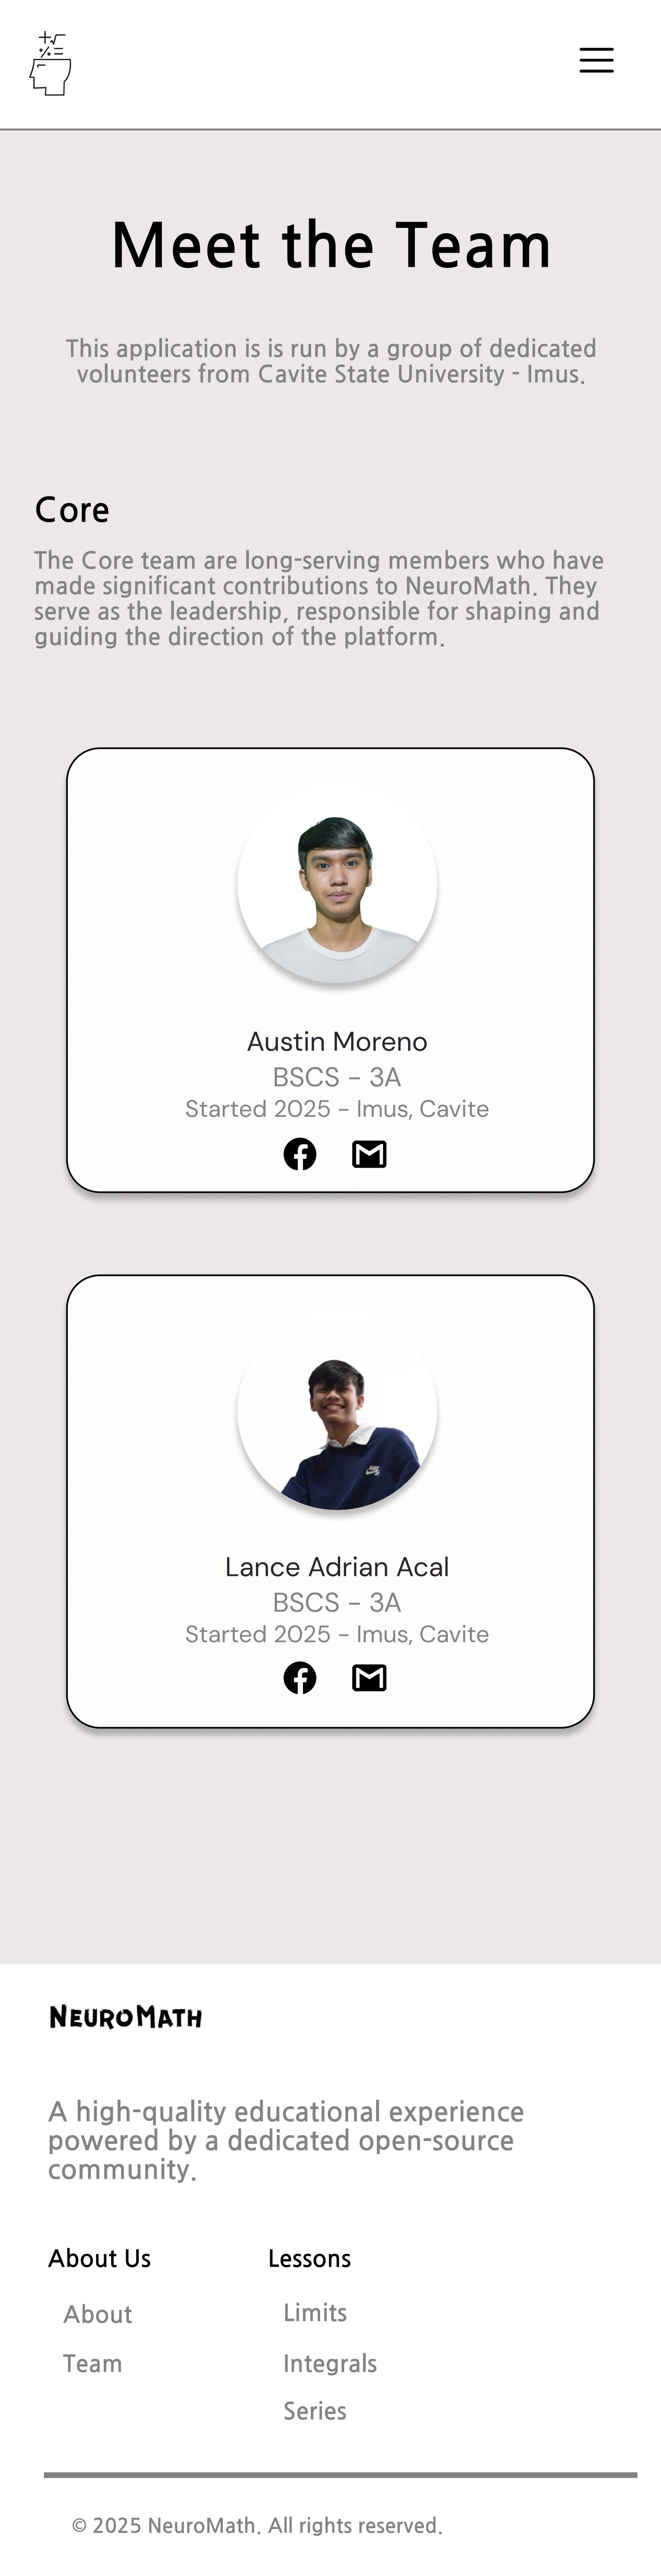 Meet the Team
This application is is run by a group of dedicated
volunteers from Cavite State University - Imus.
Core
The Core team are long-serving members who have
made significant contributions to NeuroMath. They
serve as the leadership, responsible for shaping and
guiding the direction of the platform.
Austin Moreno
BSCS - 3A
Started 2025 - Imus, Cavite
Lance Adrian Acal
BSCS - 3A
Started 2025 - Imus, Cavite
NEUROMATH
A high-quality educational experience
powered by a dedicated open-source
community.
About Us
About
Team
Lessons
Limits
Integrals
Series
© 2025 NeuroMath. All rights reserved.